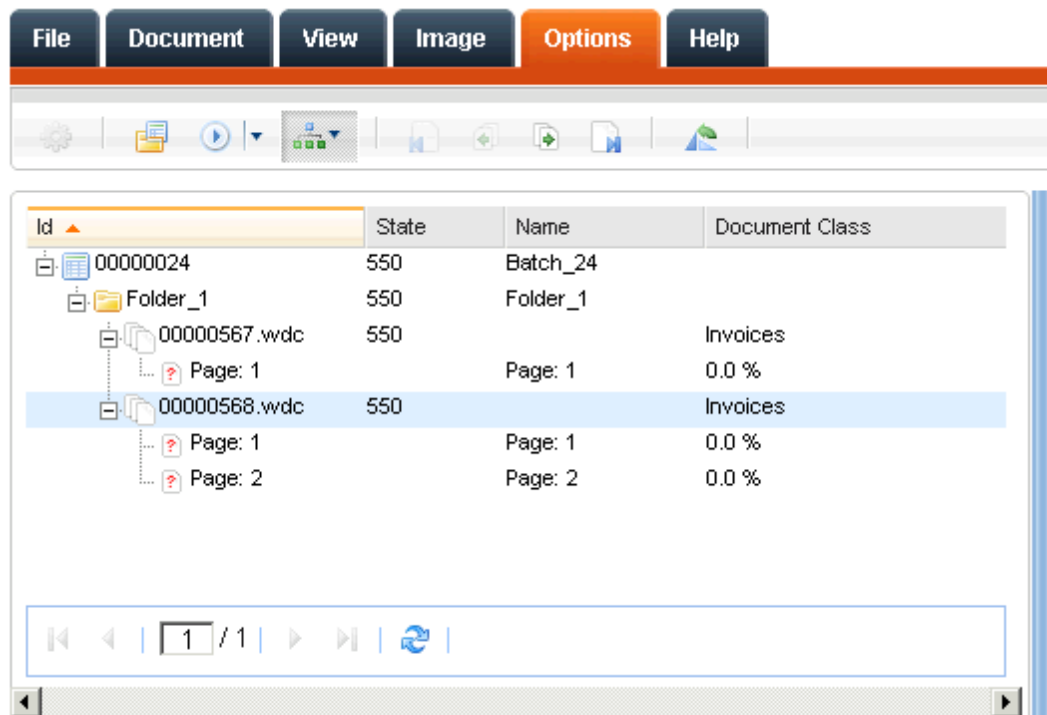 File Document View Image Options Help
Id State Name Document Class
00000024 550 Batch_24
Folder_1 550 Folder_1
00000567.wdc 550 Invoices
Page: 1 Page: 1 0.0 %
00000568.wdc 550 Invoices
Page: 1 Page: 1 0.0 %
Page: 2 Page: 2 0.0 %
1 / 1